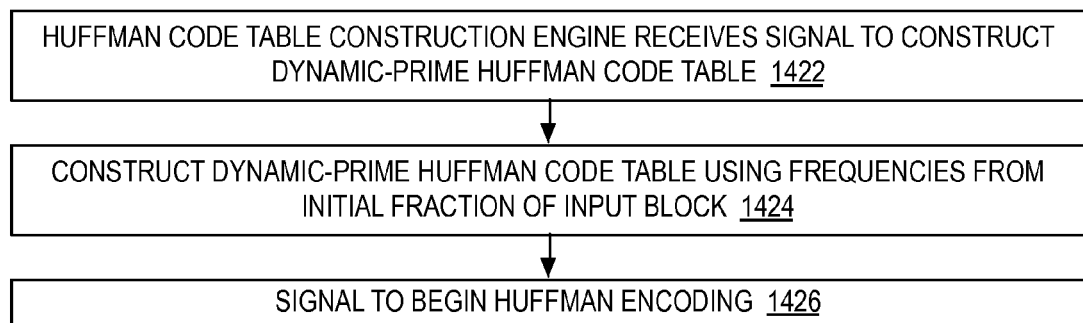 HUFFMAN CODE TABLE CONSTRUCTION ENGINE RECEIVES SIGNAL TO CONSTRUCT
DYNAMIC-PRIME HUFFMAN CODE TABLE 1422
CONSTRUCT DYNAMIC-PRIME HUFFMAN CODE TABLE USING FREQUENCIES FROM
INITIAL FRACTION OF INPUT BLOCK 1424
SIGNAL TO BEGIN HUFFMAN ENCODING 1426